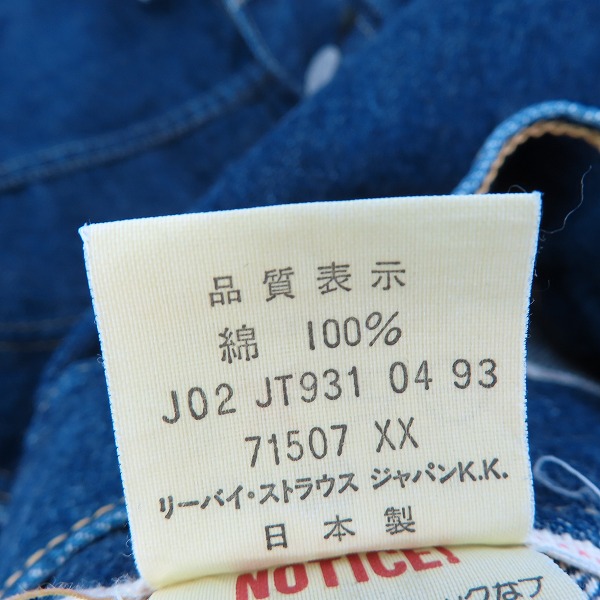 品質表示
綿 100%
J02 JT931 04 93
71507 XX
リーバイ・ストラウス ジャパンK.K.
日本製
NOTICE!